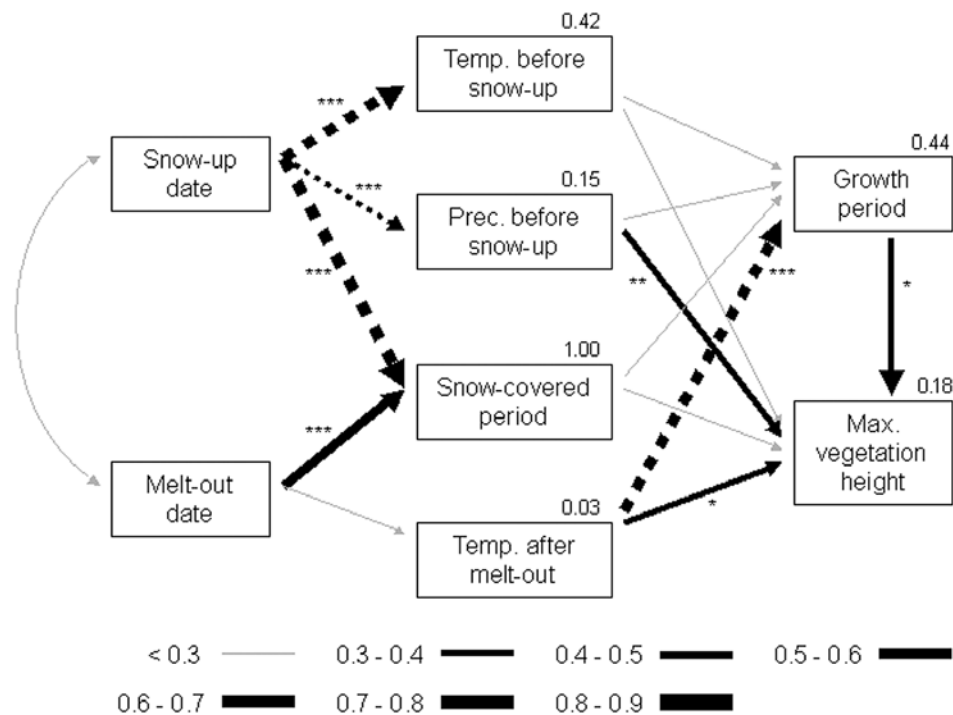 0.42
Temp. before
snow-up
***
Snow-up
date
***
0.15
Prec. before
snow-up
0.44
Growth
period
***
**
***
*
1.00
Snow-covered
period
***
0.18
Max.
vegetation
height
Melt-out
date
0.03
Temp. after
melt-out
*
< 0.3
0.3 - 0.4
0.4 - 0.5
0.5 - 0.6
0.6 - 0.7
0.7 - 0.8
0.8 - 0.9